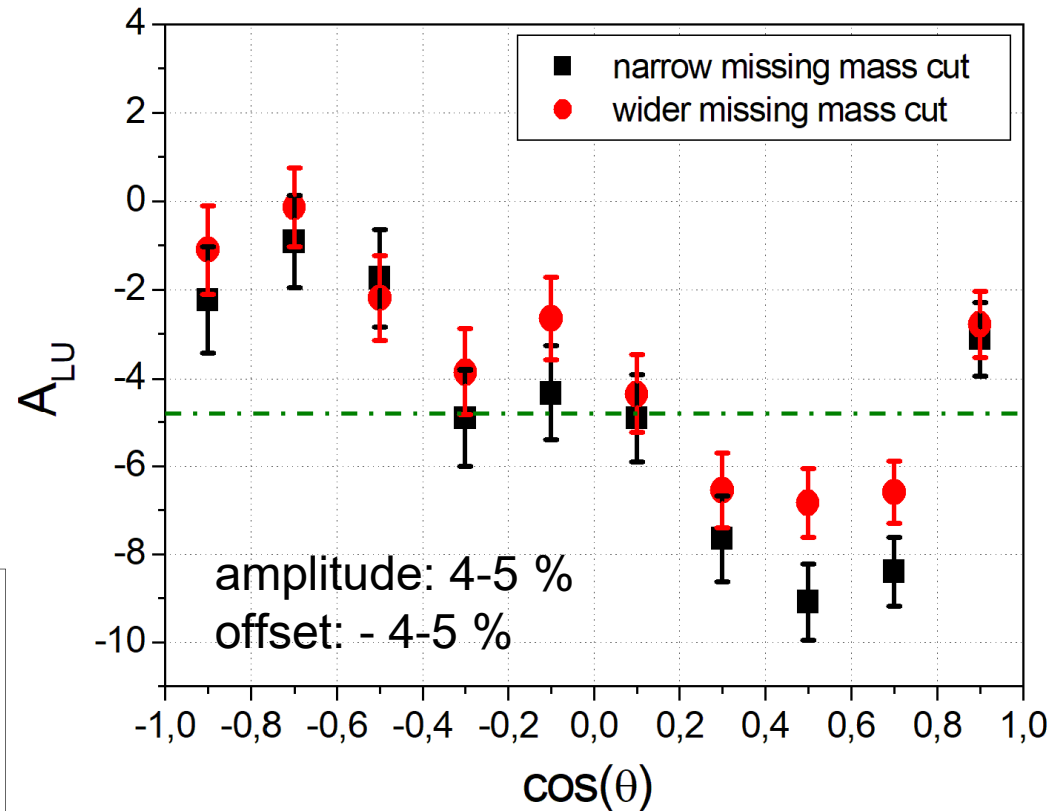 4
2
0
-2
-4
-6
-8
-10
A_LU
narrow missing mass cut
wider missing mass cut
amplitude: 4-5 %
offset: - 4-5 %
-1,0 -0,8 -0,6 -0,4 -0,2 0,0 0,2 0,4 0,6 0,8 1,0
cos(θ)